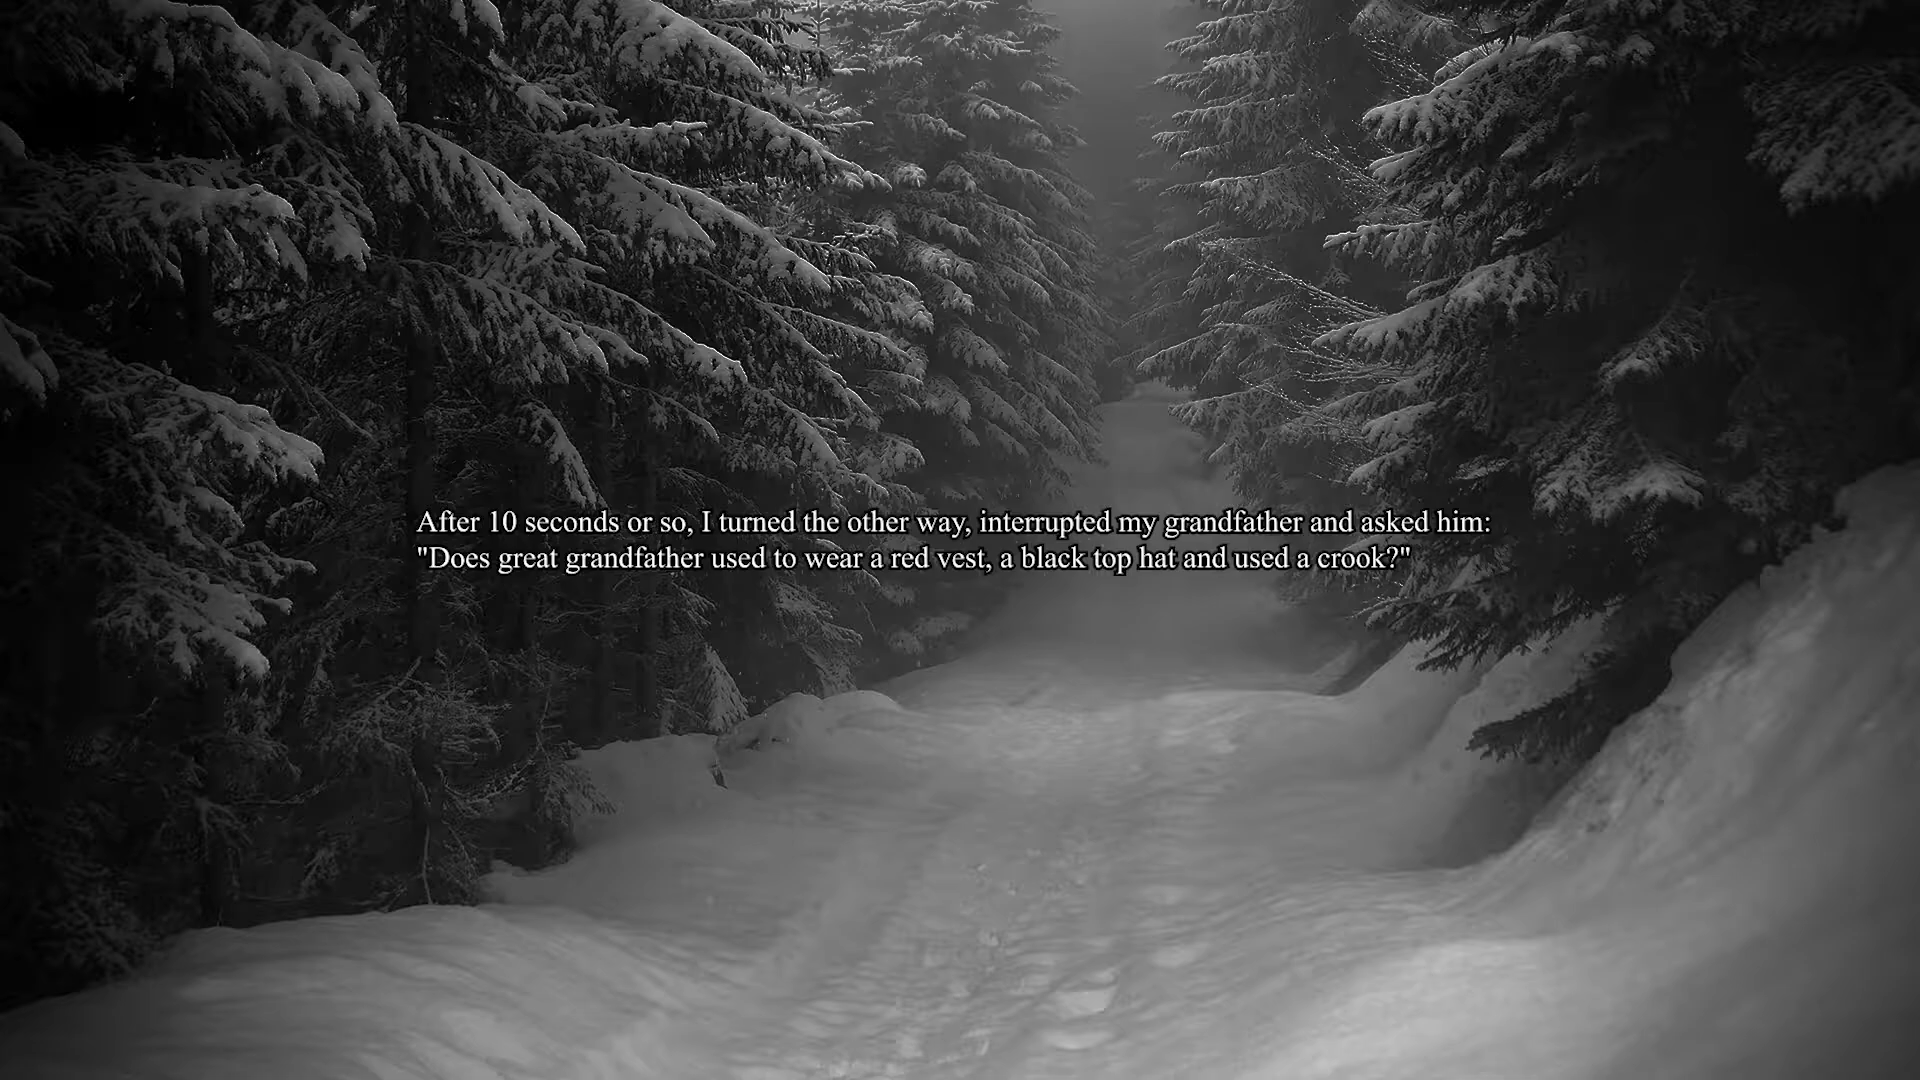 After 10 seconds or so, I turned the other way, interrupted my grandfather and asked him:
"Does great grandfather used to wear a red vest, a black top hat and used a crook?"